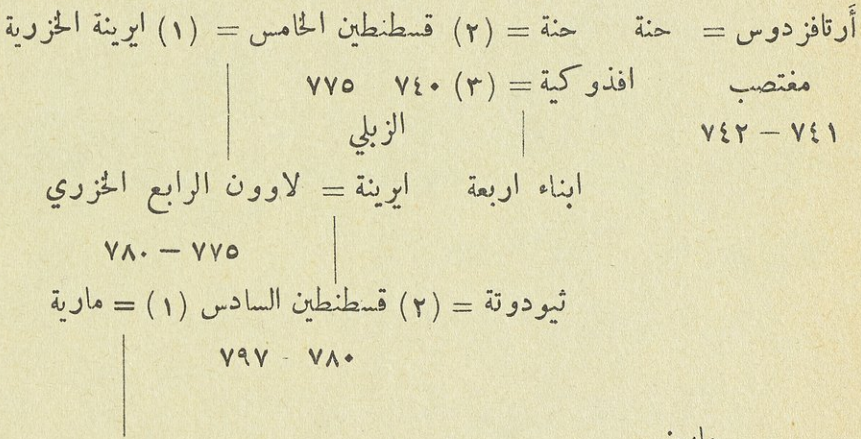 أرتافزدوس = حنة حنة = (٢) قسطنطين الخامس = (١) ايرينة الخزرية
مغتصب افذوكية = (٣) ٧٤٠ ٧٧٥
٧٤١ – ٧٤٢ الزبلي
ابناء اربعة ايرينة = لاوون الرابع الخزري
٧٧٥ – ٧٨٠
ثيودوتة = (٢) قسطنطين السادس (١) = مارية
٧٨٠ - ٧٩٧